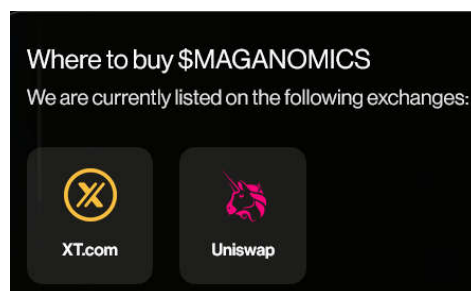 Where to buy $MAGANOMICS
We are currently listed on the following exchanges:
XT.com
Uniswap